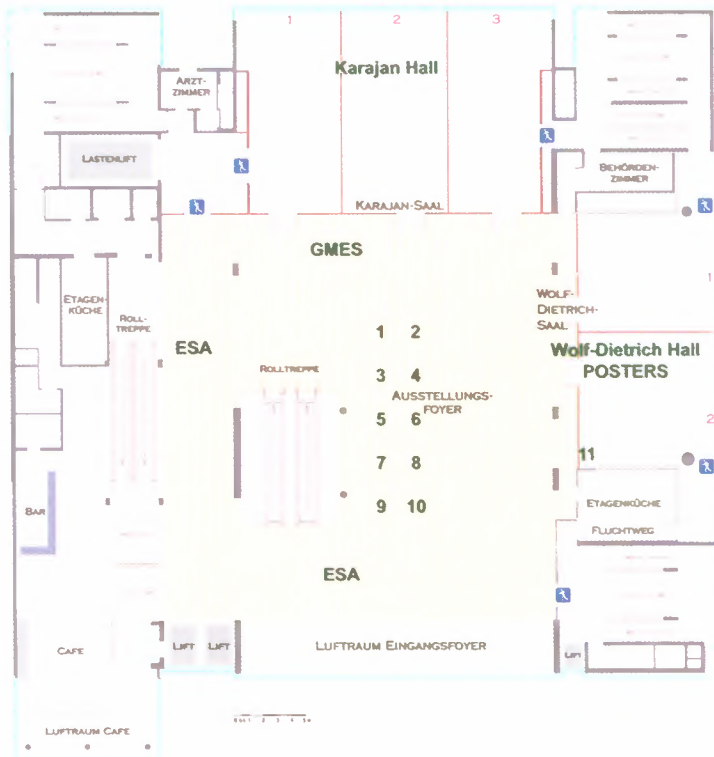 1 2 3
Karajan Hall
ARZT-
ZIMMER
LASTENLIFT
BEHÖRDEN-
ZIMMER
KARAJAN-SAAL
GMES
ETAGEN-
KÜCHE
ROLL-
TREPPE
ESA
WOLF-
DIETRICH-
SAAL
1
1 2
Wolf-Dietrich Hall
POSTERS
ROLLTREPPE
3 4
AUSSTELLUNGS-
FOYER
5 6
2
7 8
11
9 10
BAR
ETAGENKÜCHE
FLUCHTWEG
ESA
CAFE
LIFT LIFT
LUFTRAUM EINGANGSFOYER
LIFT
LUFTRAUM CAFE